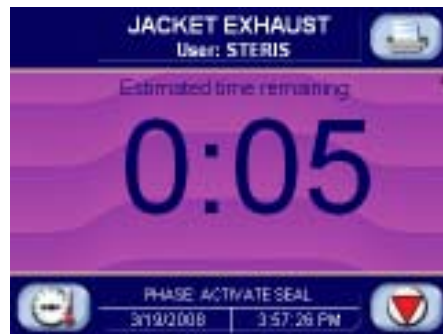 JACKET EXHAUST
User: STERIS
Estimated time remaining:
0:05
PHASE: ACTIVATE SEAL
3/19/2008 3:57:26 PM